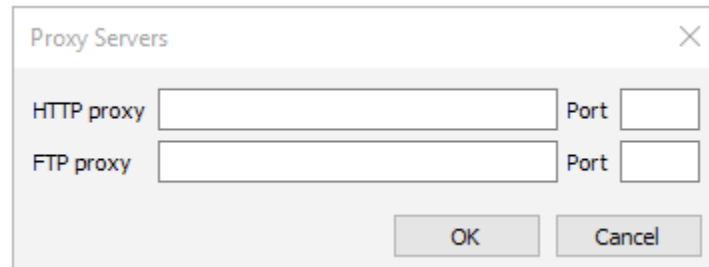 Proxy Servers
HTTP proxy Port
FTP proxy Port
OK Cancel